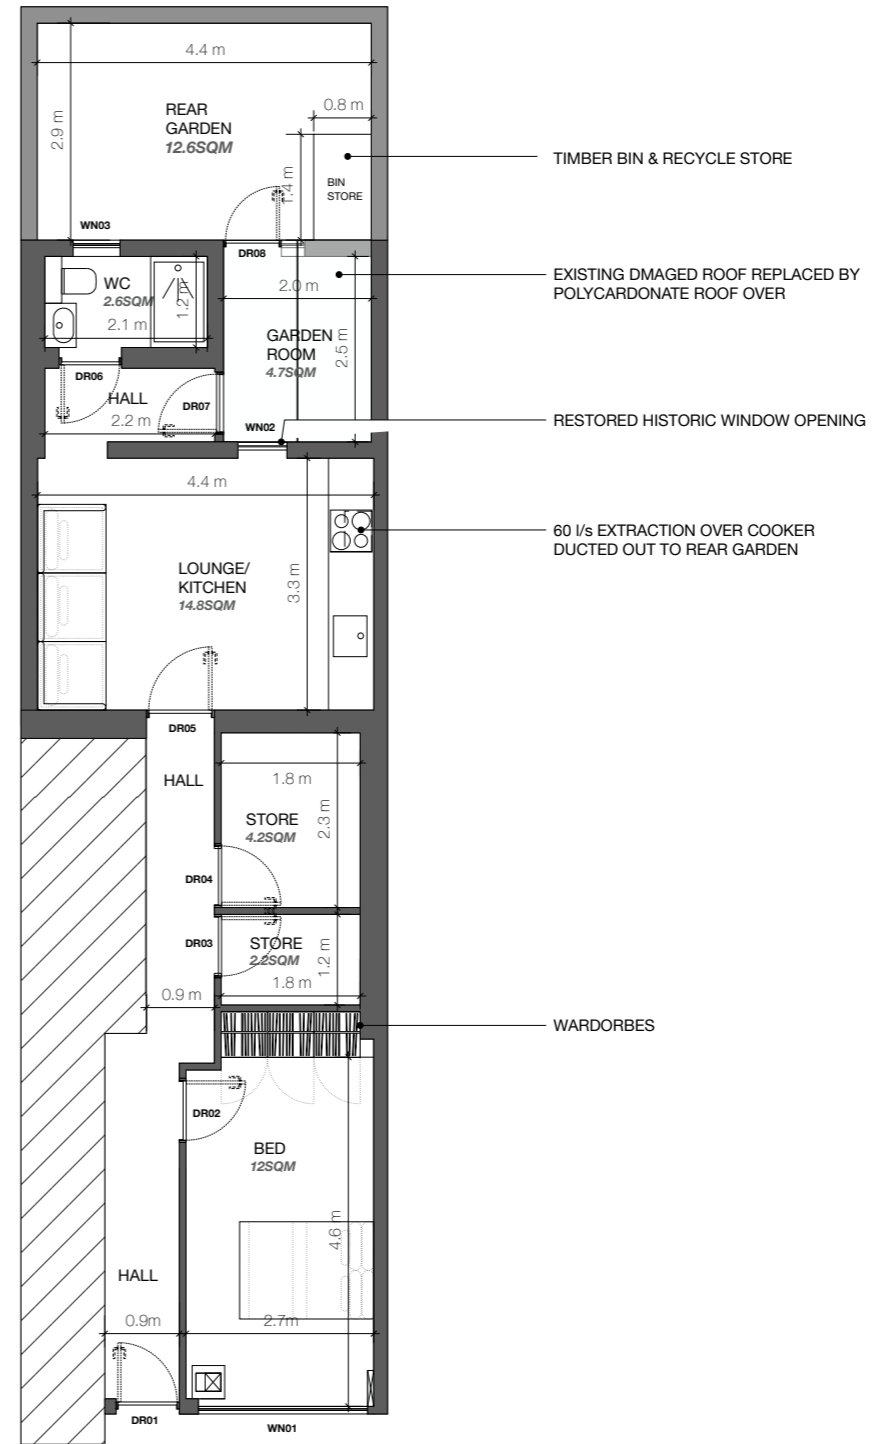 4.4 m
0.8 m
REAR
GARDEN
12.6SQM
2.9 m
1.4 m
BIN
STORE
TIMBER BIN & RECYCLE STORE
WN03
DR08
WC
2.6SQM
1.2 m
2.1 m
2.0 m
EXISTING DMAGED ROOF REPLACED BY
POLYCARDONATE ROOF OVER
GARDEN
ROOM
4.7SQM
2.5 m
DR06
HALL
DR07
2.2 m
WN02
RESTORED HISTORIC WINDOW OPENING
4.4 m
60 l/s EXTRACTION OVER COOKER
DUCTED OUT TO REAR GARDEN
LOUNGE/
KITCHEN
14.8SQM
3.3 m
DR05
HALL
1.8 m
STORE
4.2SQM
2.3 m
DR04
DR03
STORE
2.2SQM
1.2 m
1.8 m
0.9 m
WARDORBES
DR02
BED
12SQM
4.6 m
HALL
0.9m
2.7m
DR01
WN01